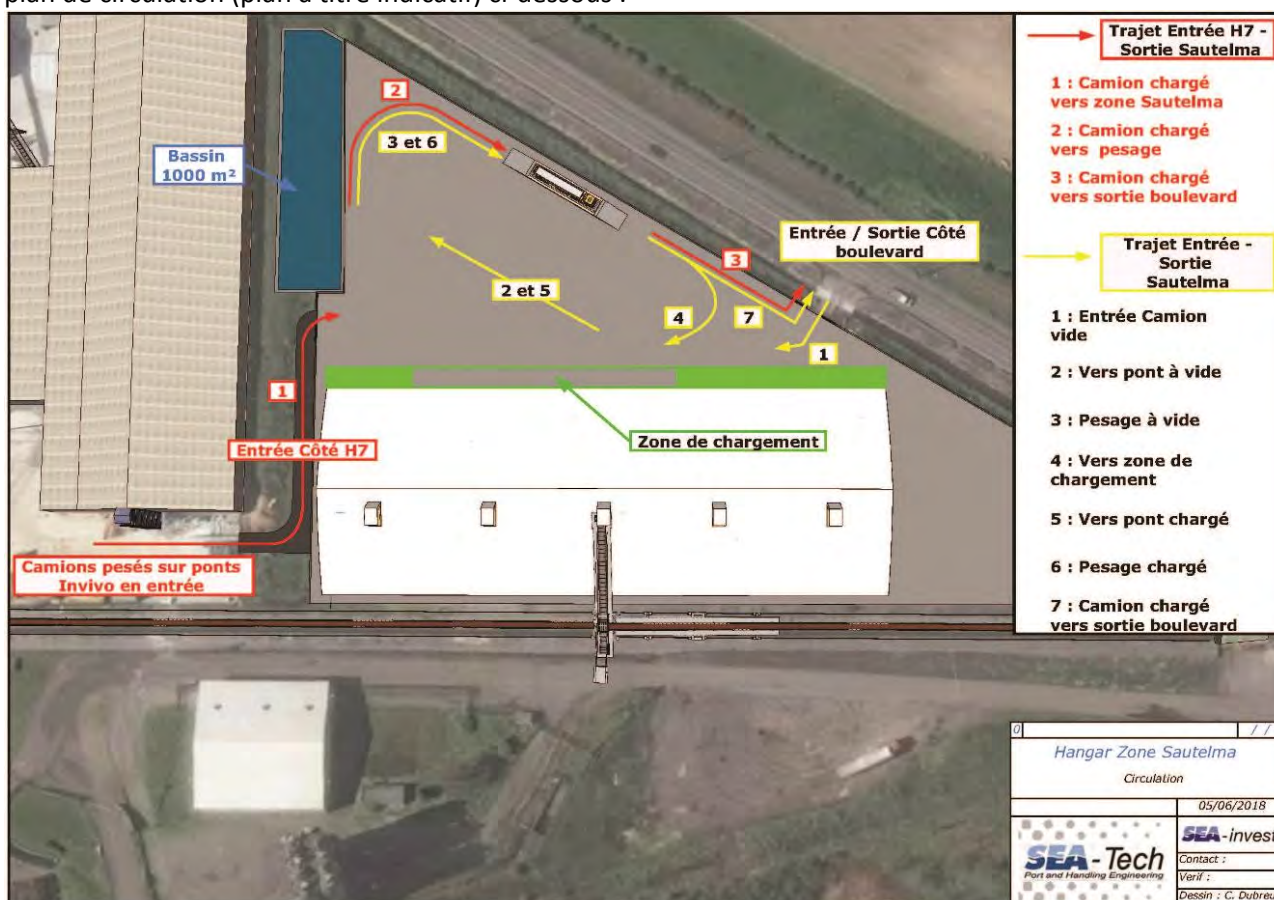 plan de circulation (plan à titre indicatif) ci-dessous :
Trajet Entrée H7 -
Sortie Sautelma
1 : Camion chargé
vers zone Sautelma
2 : Camion chargé
vers pesage
3 : Camion chargé
vers sortie boulevard
Trajet Entrée -
Sortie
Sautelma
1 : Entrée Camion
vide
2 : Vers pont à vide
3 : Pesage à vide
4 : Vers zone de
chargement
5 : Vers pont chargé
6 : Pesage chargé
7 : Camion chargé
vers sortie boulevard
2
3 et 6
Bassin
1000 m²
Entrée / Sortie Côté
boulevard
3
2 et 5
4
7
1
1
Zone de chargement
Entrée Côté H7
Camions pesés sur ponts
Invivo en entrée
0
/ /
Hangar Zone Sautelma
Circulation
05/06/2018
SEA-invest
SEA-Tech
Port and Handling Engineering
Contact :
Verif :
Dessin : C. Dubreu